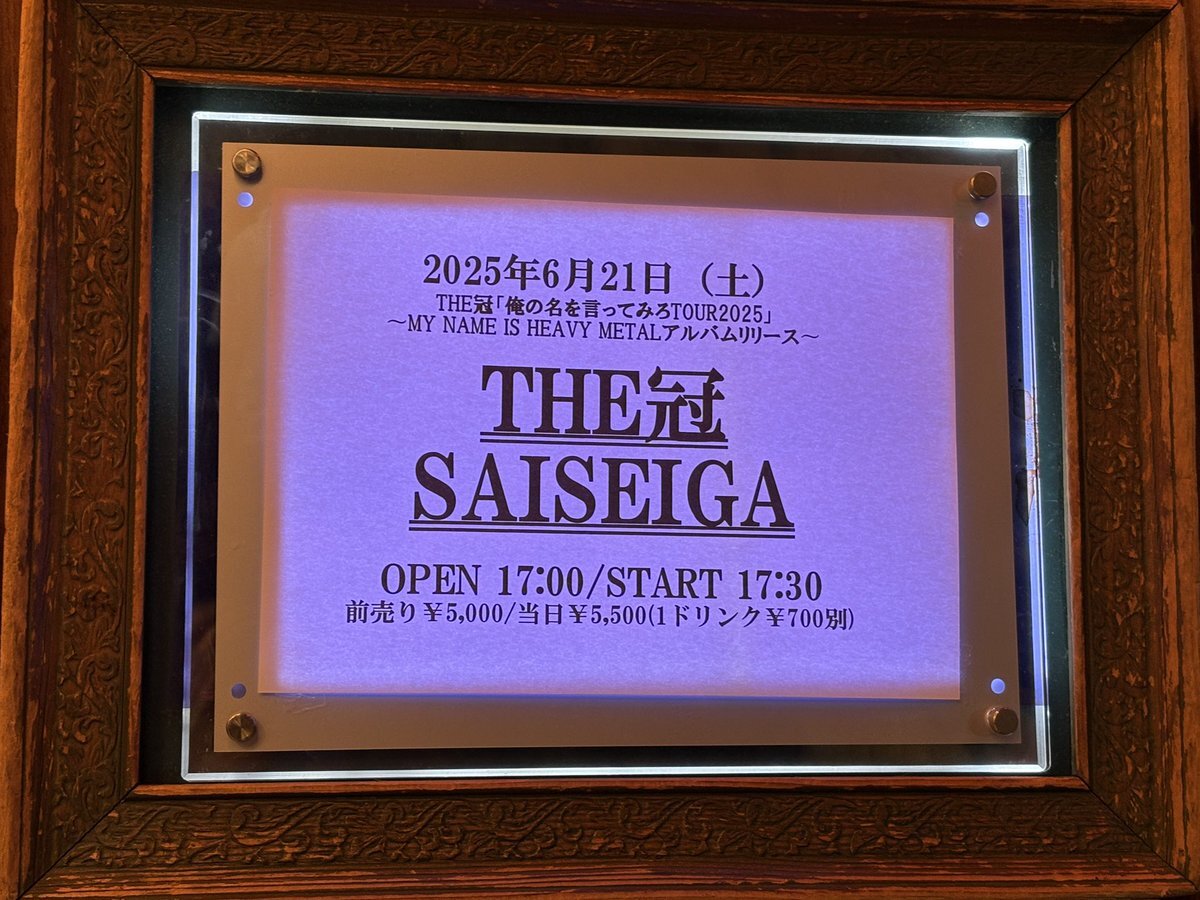 2025年6月21日（土）
THE冠「俺の名を言ってみろTOUR2025」
～MY NAME IS HEAVY METALアルバムリリース～
THE冠
SAISEIGA
OPEN 17:00/START 17:30
前売り￥5,000/当日￥5,500(1ドリンク￥700別)